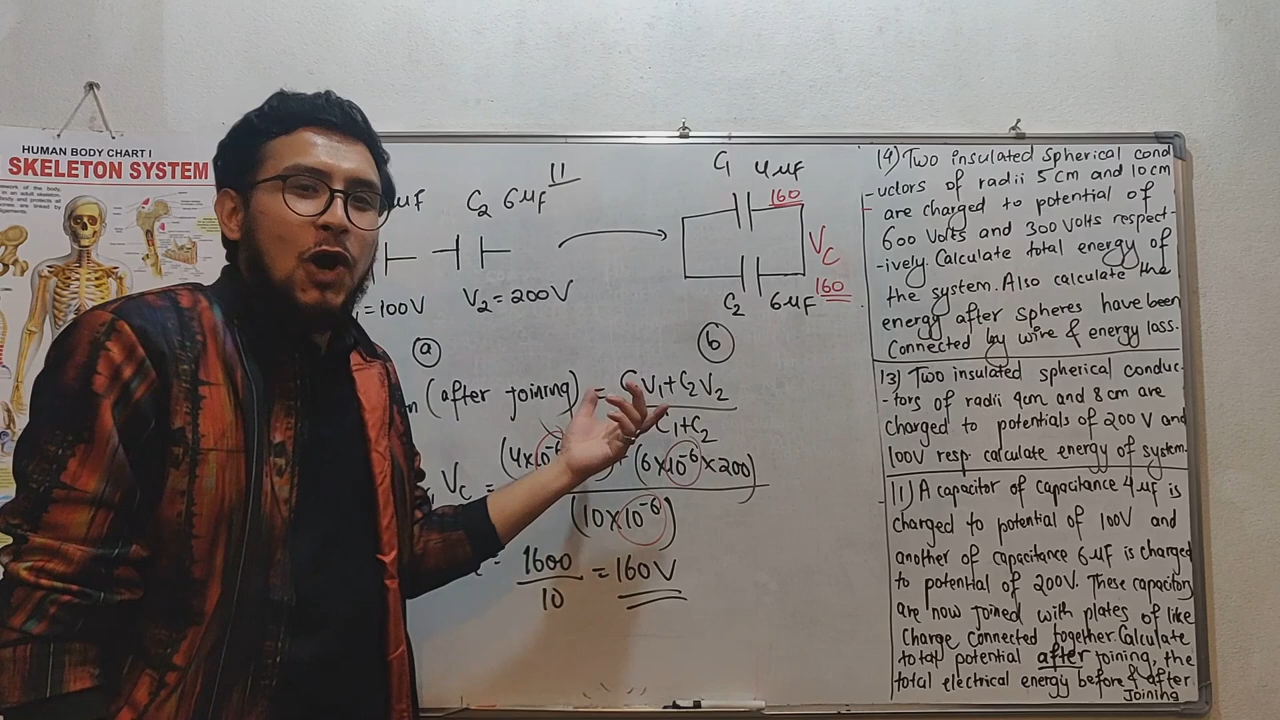 HUMAN BODY CHART I
SKELETON SYSTEM
μF C2 6μF 11
=100V V2=200V
a
C1 4μF
160
VC
160
C2 6μF
b
(after joining) = C1V1+C2V2
C1+C2
VC = (4×10-6 + (6×10-6×200)
(10×10-6)
= 1600
10
=160V
14) Two insulated Spherical cond
-uctors of radii 5cm and 10cm
are charged to potential of
600 Volts and 300 Volts respect-
-ively. Calculate total energy of
the system. Also calculate the
energy after spheres have been
Connected by wire & energy loss.
13) Two insulated spherical conduc-
-tors of radii 4cm and 8cm are
charged to potentials of 200 V and
100V resp. calculate energy of system.
11) A capacitor of capacitance 4μF is
charged to potential of 100V and
another of capacitance 6μF is charged
to potential of 200V. These capacitors
are now joined with plates of like
Charge connected together. Calculate
total potential after joining, the
total electrical energy before & after
Joining